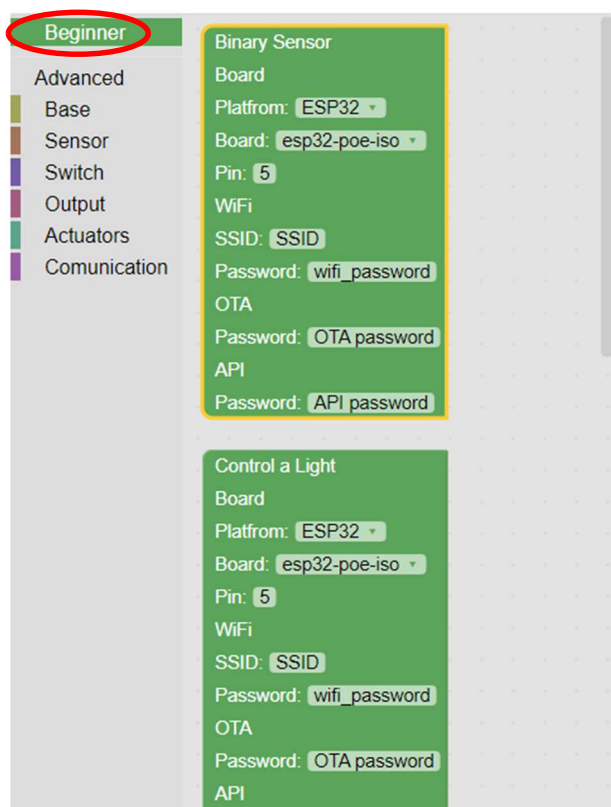 Beginner
Advanced
Base
Sensor
Switch
Output
Actuators
Comunication
Binary Sensor
Board
Platfrom: ESP32
Board: esp32-poe-iso
Pin: 5
WiFi
SSID: SSID
Password: wifi_password
OTA
Password: OTA password
API
Password: API password
Control a Light
Board
Platfrom: ESP32
Board: esp32-poe-iso
Pin: 5
WiFi
SSID: SSID
Password: wifi_password
OTA
Password: OTA password
API